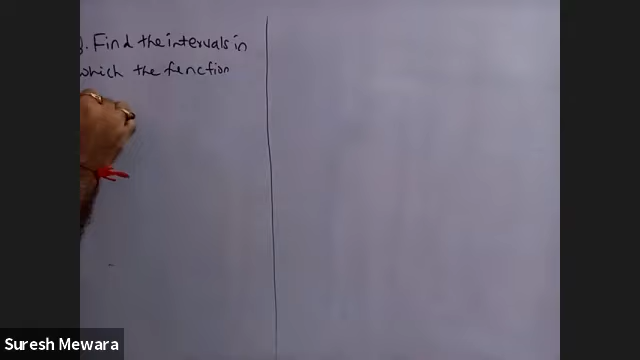 Q. Find the intervals in
which the function
Suresh Mewara